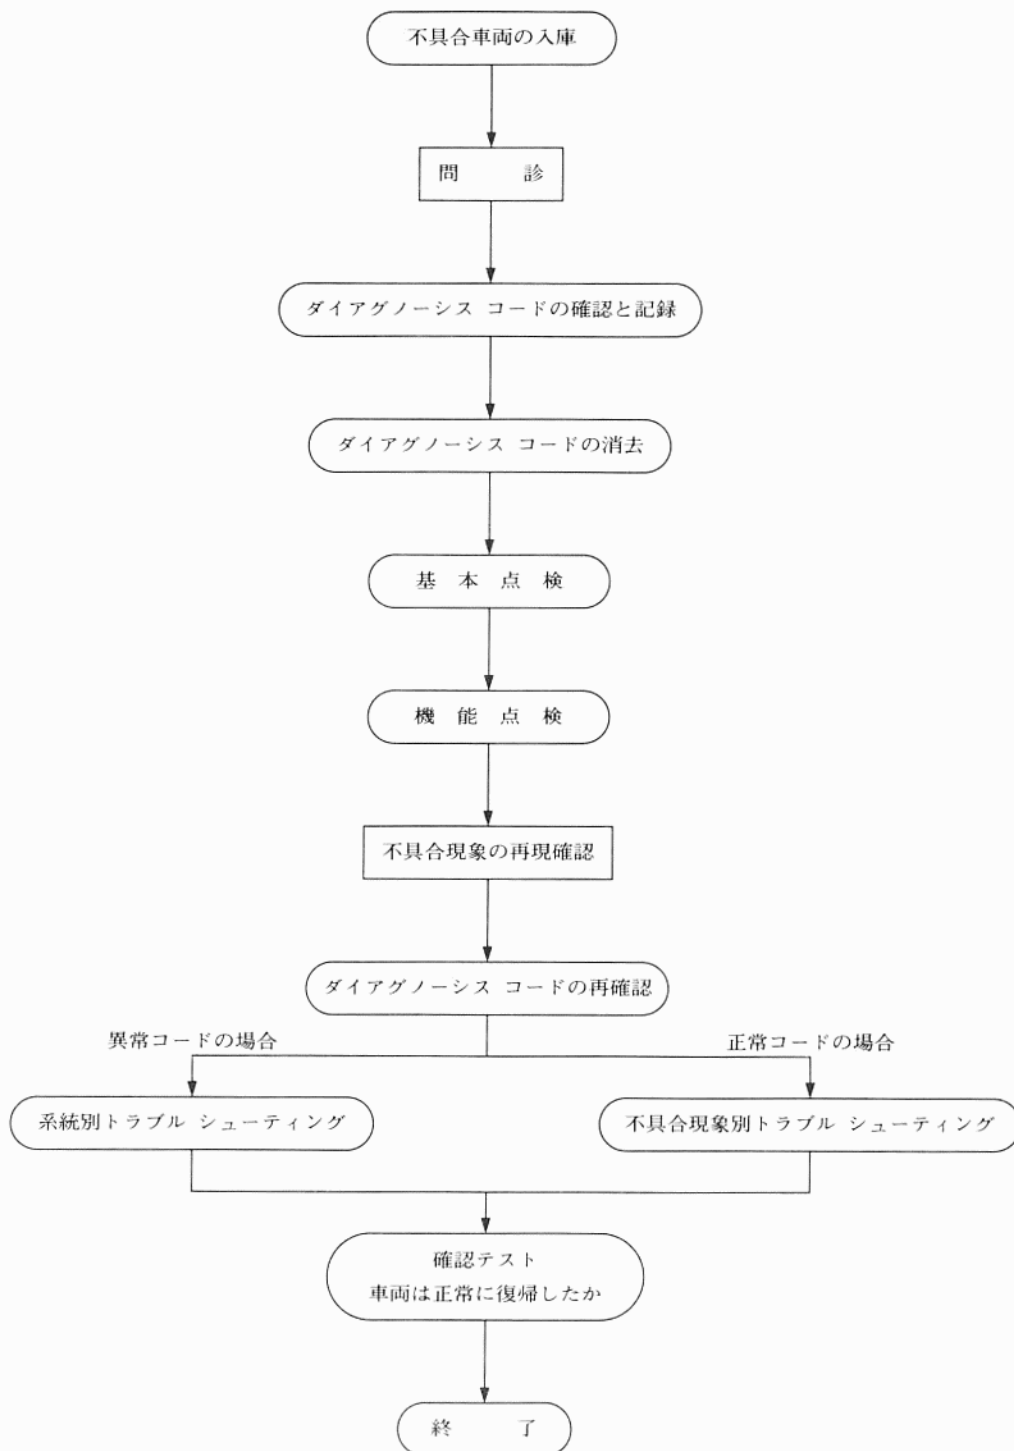 不具合車両の入庫
問診
ダイアグノーシス コードの確認と記録
ダイアグノーシス コードの消去
基本点検
機能点検
不具合現象の再現確認
ダイアグノーシス コードの再確認
異常コードの場合
正常コードの場合
系統別トラブル シューティング
不具合現象別トラブル シューティング
確認テスト
車両は正常に復帰したか
終了